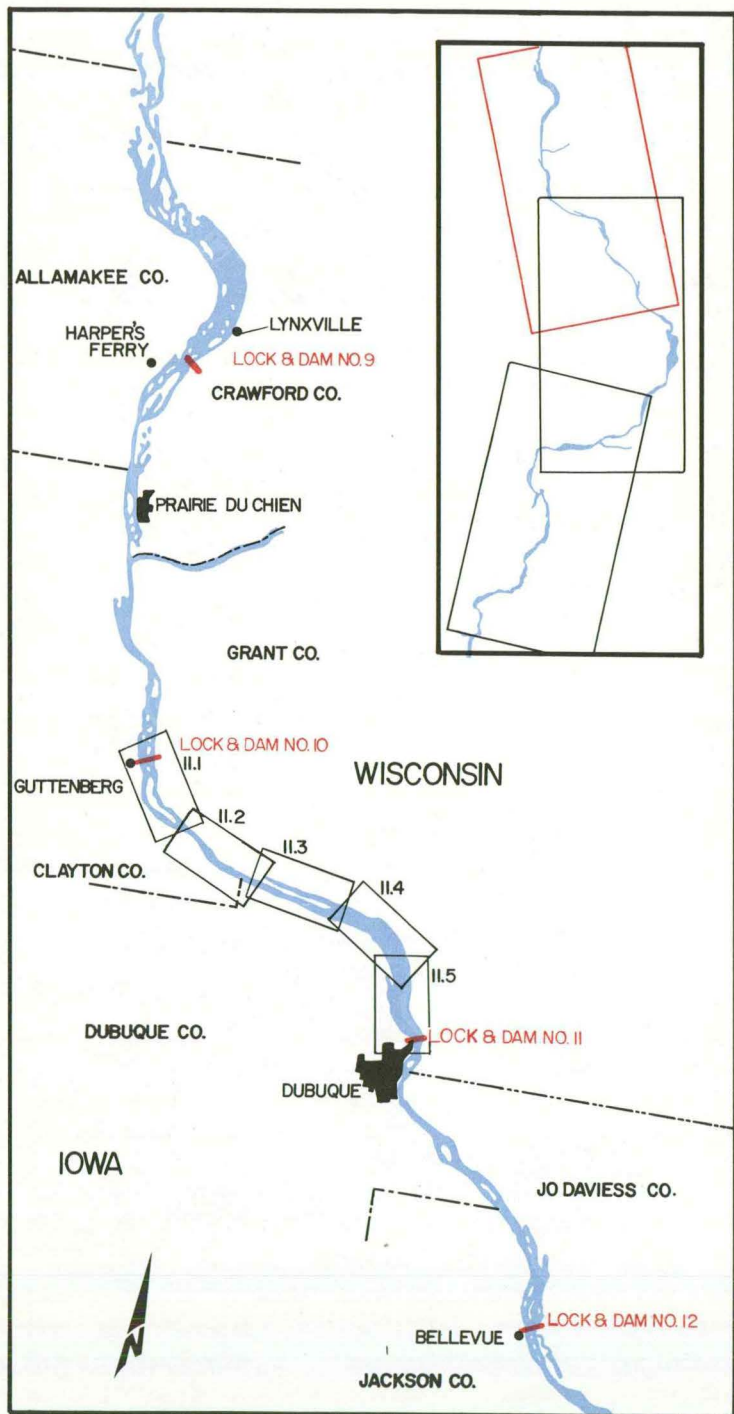 ALLAMAKEE CO.
LYNXVILLE
HARPER'S
FERRY
LOCK & DAM NO. 9
CRAWFORD CO.
PRAIRIE DU CHIEN
GRANT CO.
LOCK & DAM NO. 10
11.1
GUTTENBERG
WISCONSIN
11.2
11.3
CLAYTON CO.
11.4
11.5
DUBUQUE CO.
LOCK & DAM NO. 11
DUBUQUE
IOWA
JO DAVIESS CO.
N
LOCK & DAM NO. 12
BELLEVUE
JACKSON CO.